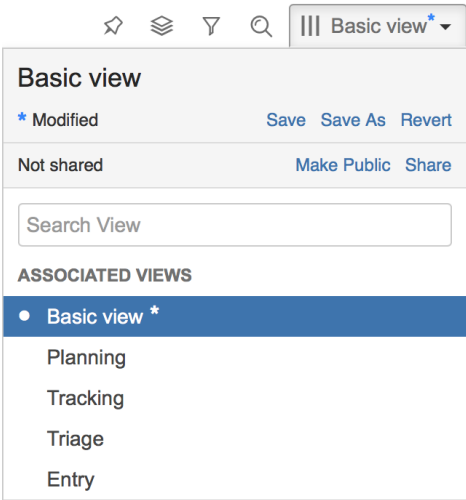 Basic view*
Basic view
* Modified Save Save As Revert
Not shared Make Public Share
Search View
ASSOCIATED VIEWS
Basic view *
Planning
Tracking
Triage
Entry